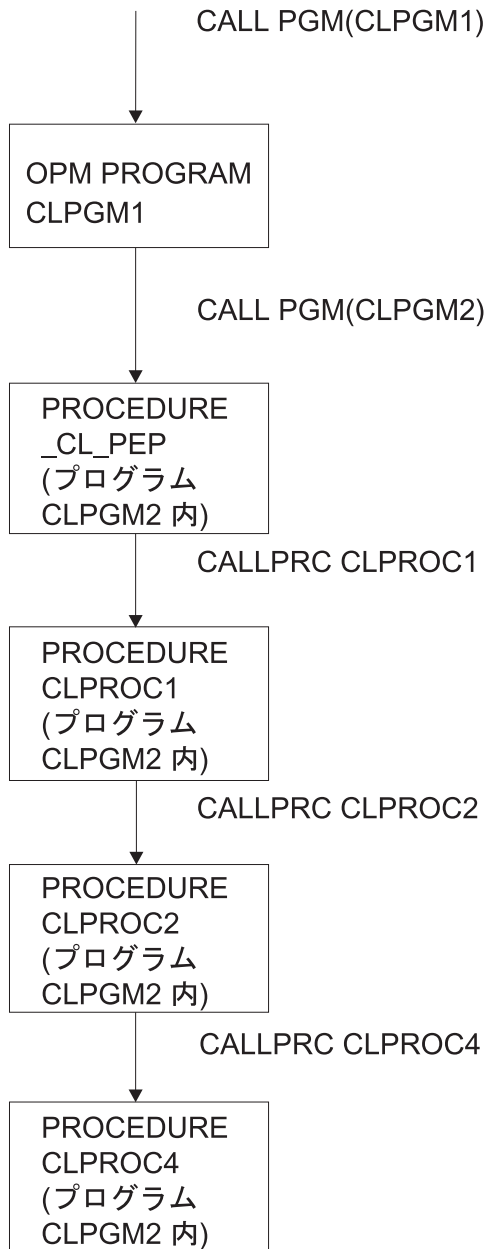 CALL PGM(CLPGM1)
OPM PROGRAM
CLPGM1
CALL PGM(CLPGM2)
PROCEDURE
_CL_PEP
(プログラム
CLPGM2 内)
CALLPRC CLPROC1
PROCEDURE
CLPROC1
(プログラム
CLPGM2 内)
CALLPRC CLPROC2
PROCEDURE
CLPROC2
(プログラム
CLPGM2 内)
CALLPRC CLPROC4
PROCEDURE
CLPROC4
(プログラム
CLPGM2 内)